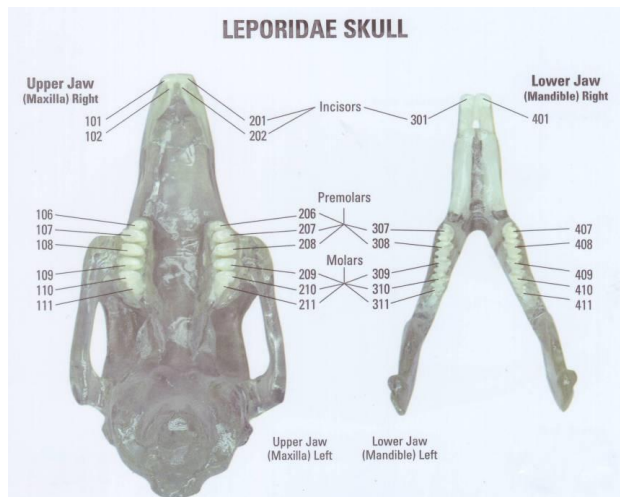 LEPORIDAE SKULL
Upper Jaw
(Maxilla) Right
Lower Jaw
(Mandible) Right
101
102
201
202
Incisors
301
401
Premolars
106
107
108
206
207
208
307
308
407
408
Molars
109
110
111
209
210
211
309
310
311
409
410
411
Upper Jaw
(Maxilla) Left
Lower Jaw
(Mandible) Left